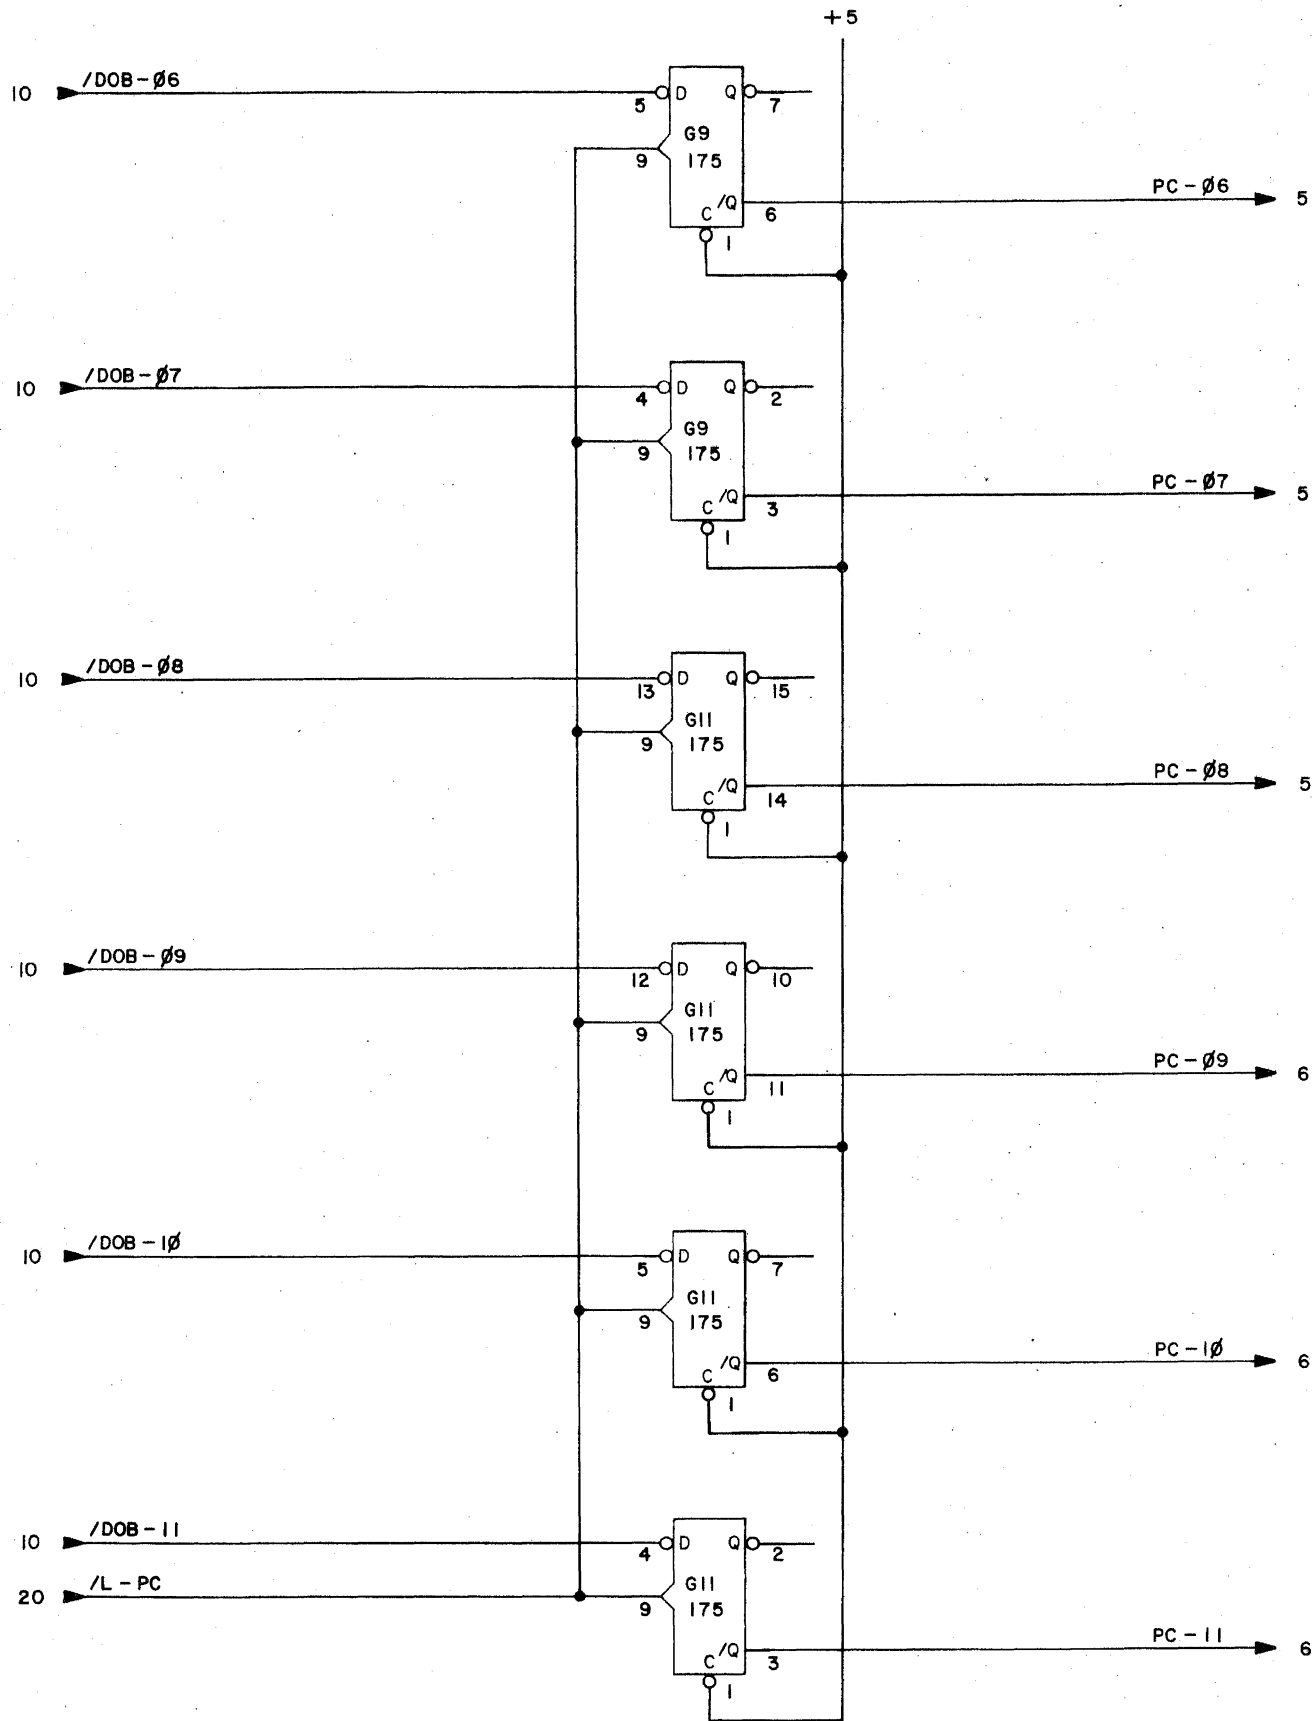 +5
10 /DOB-Ø6
5 D Q 7
G9
9 175
PC-Ø6 5
C /Q 6
1
10 /DOB-Ø7
4 D Q 2
G9
9 175
PC-Ø7 5
C /Q 3
1
10 /DOB-Ø8
13 D Q 15
G11
9 175
PC-Ø8 5
C /Q 14
1
10 /DOB-Ø9
12 D Q 10
G11
9 175
PC-Ø9 6
C /Q 11
1
10 /DOB-1Ø
5 D Q 7
G11
9 175
PC-1Ø 6
C /Q 6
1
10 /DOB-11
4 D Q 2
20 /L-PC
G11
9 175
PC-11 6
C /Q 3
1